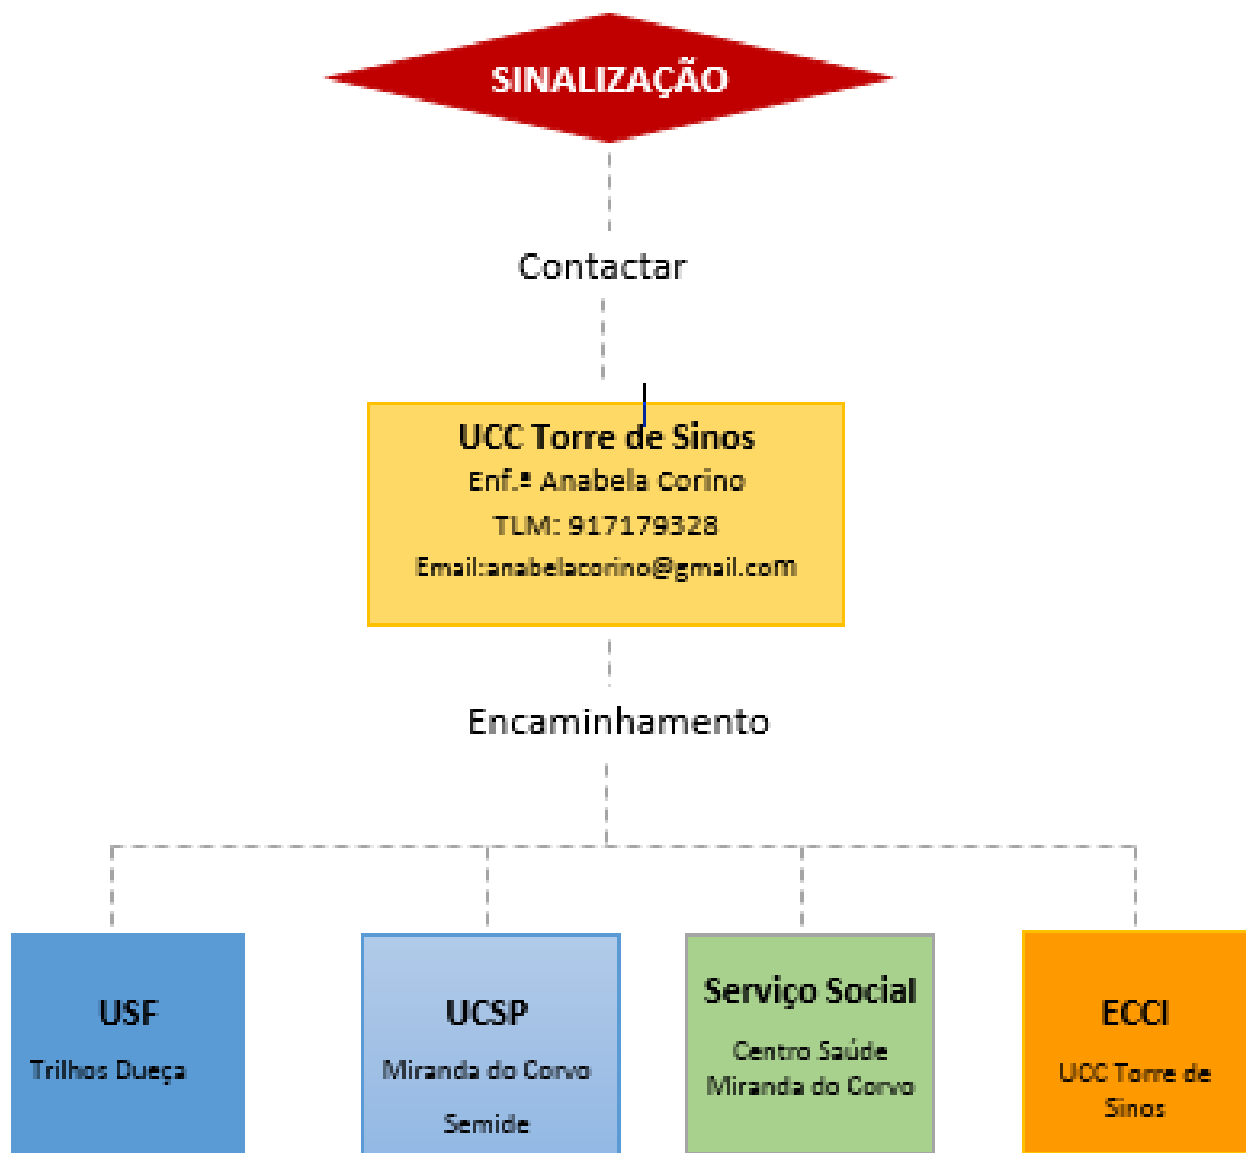 SINALIZAÇÃO
Contactar
UCC Torre de Sinos
Enf.ª Anabela Corino
TLM: 917179328
Email:anabelacorino@gmail.com
Encaminhamento
USF
Trilhos Dueça
UCSP
Miranda do Corvo
Semide
Serviço Social
Centro Saúde
Miranda do Corvo
ECCI
UCC Torre de
Sinos